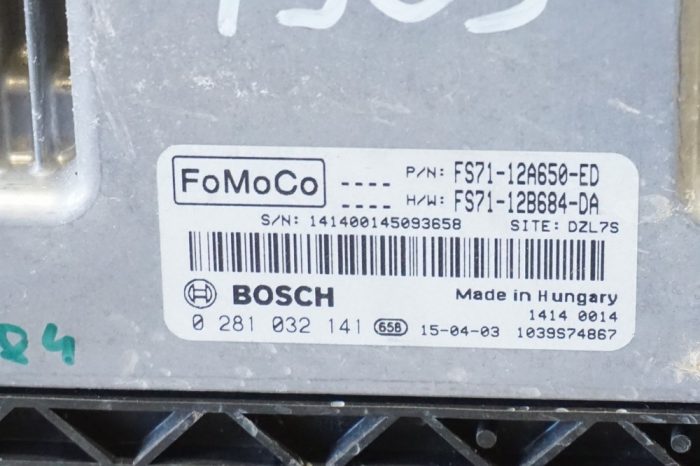 FoMoCo ---- P/N: FS71-12A650-ED
---- H/W: FS71-12B684-DA
S/N: 141400145093658 SITE: DZL7S
BOSCH Made in Hungary
1414 0014
0 281 032 141 656 15-04-03 1039S74867